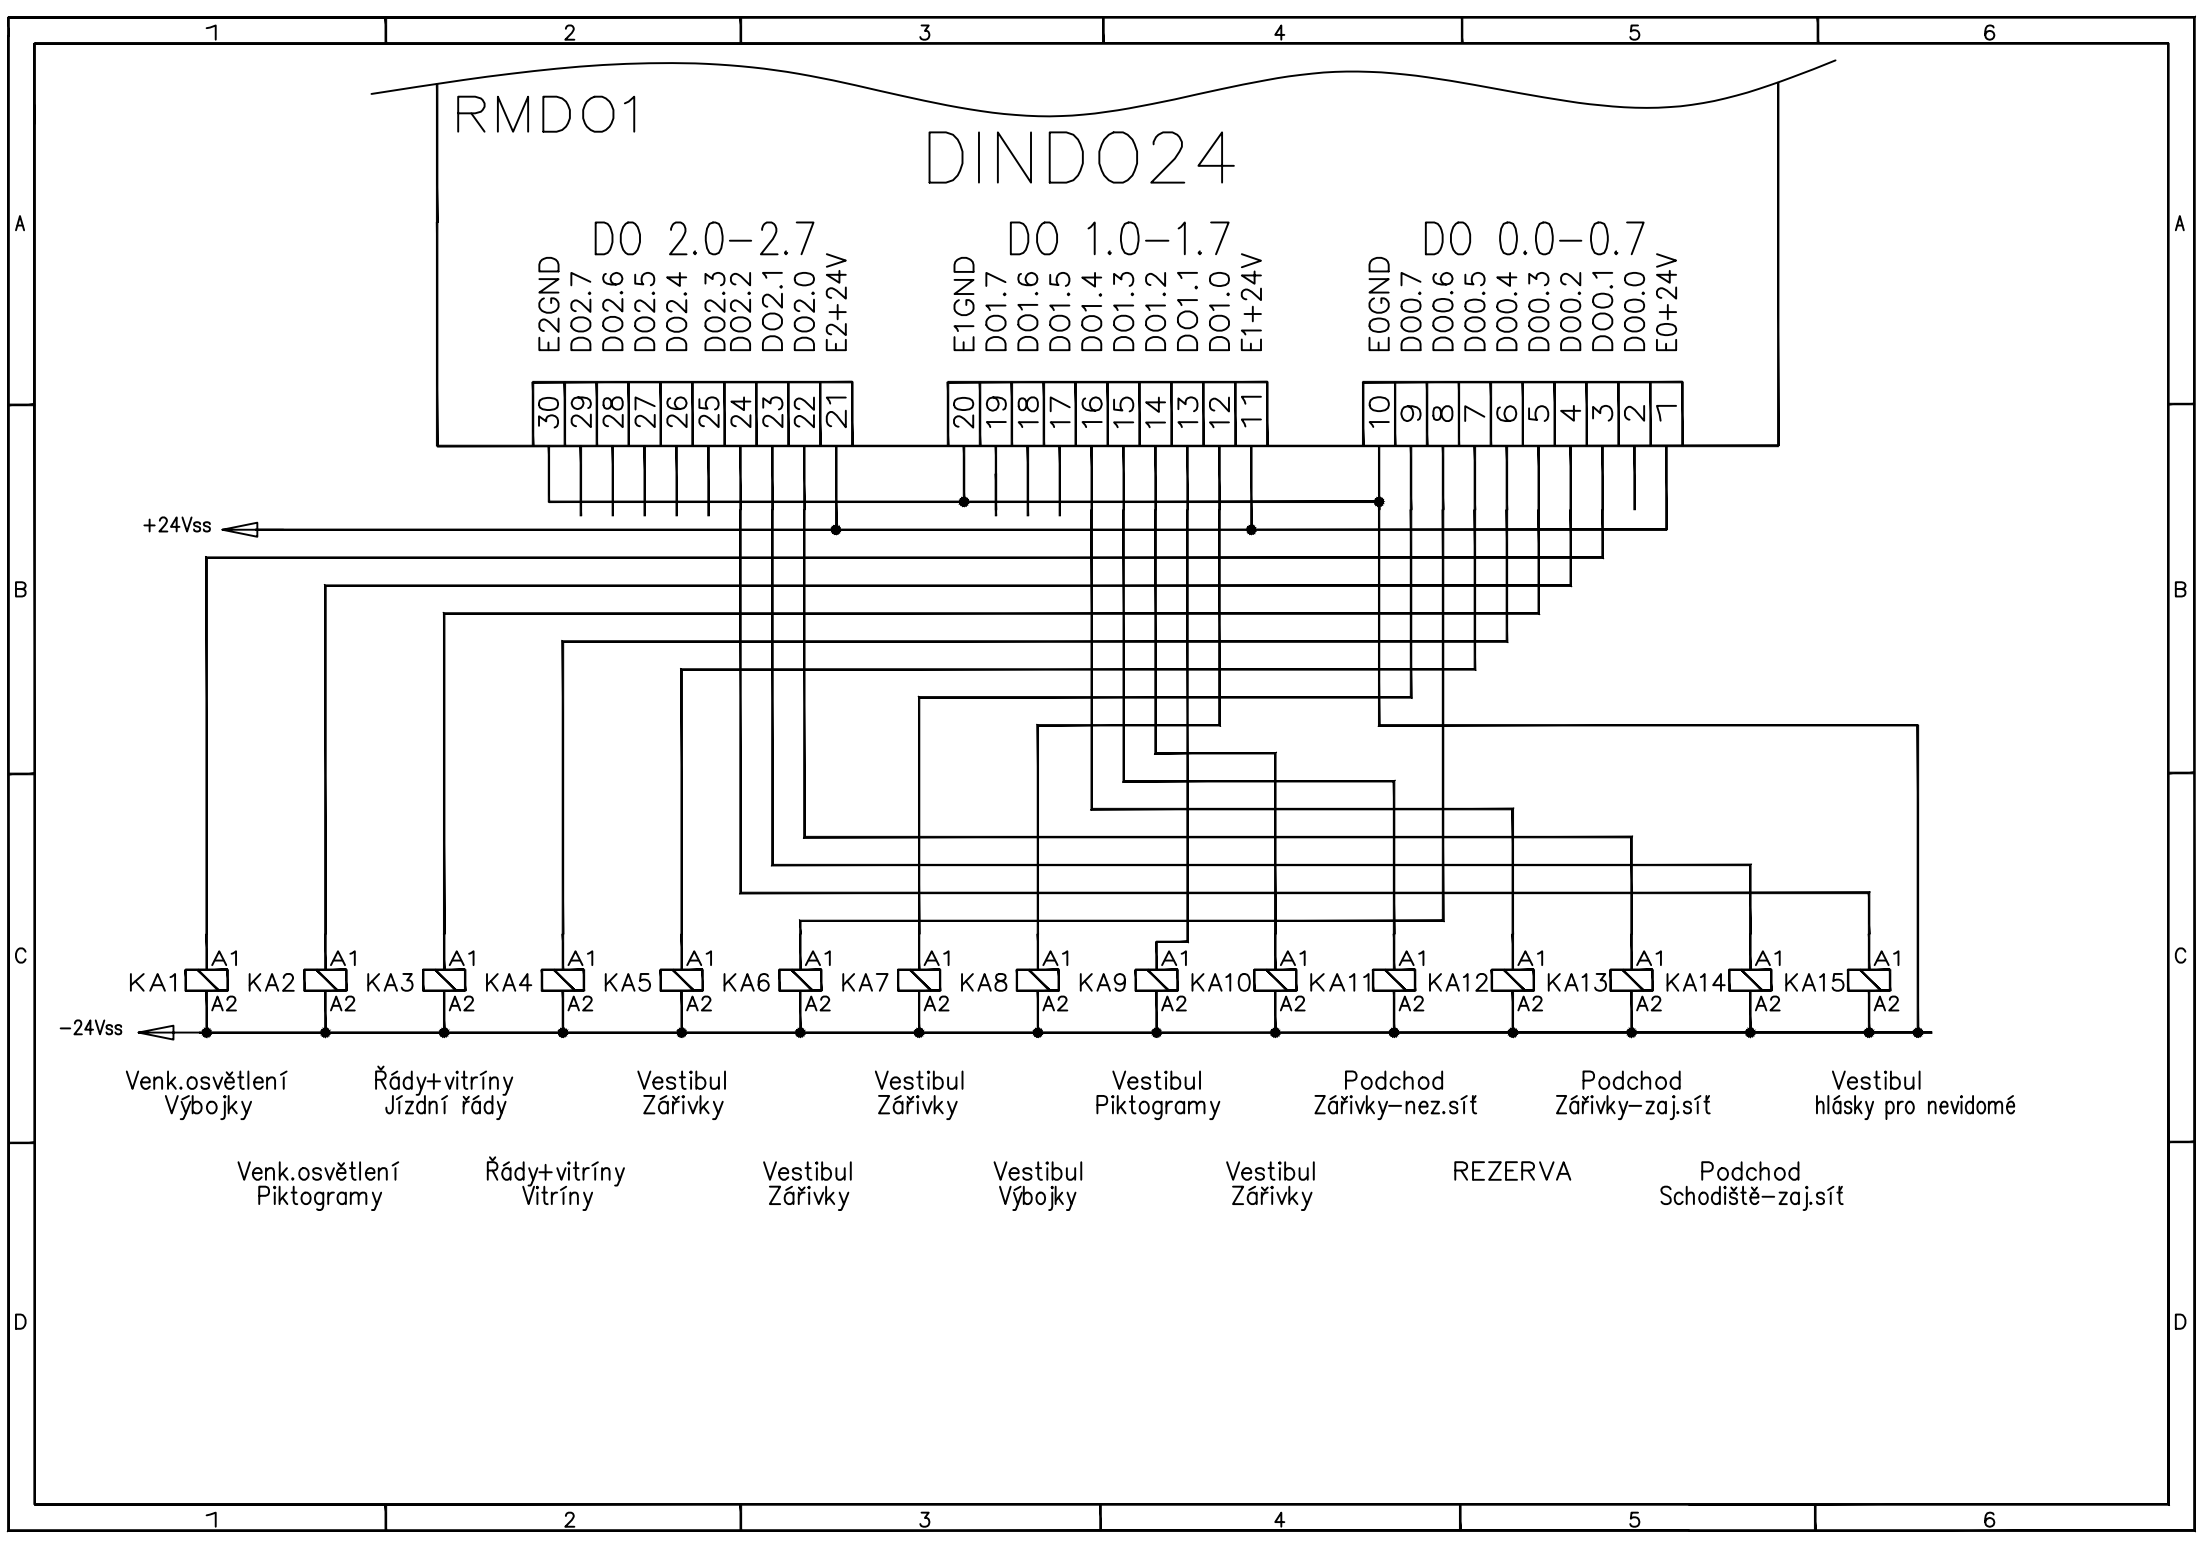 1 2 3 4 5 6
RMDO1
DINDO24
A A
DO 2.0-2.7 DO 1.0-1.7 DO 0.0-0.7
E2GND DO2.7 DO2.6 DO2.5 DO2.4 DO2.3 DO2.2 DO2.1 DO2.0 E2+24V
E1GND DO1.7 DO1.6 DO1.5 DO1.4 DO1.3 DO1.2 DO1.1 DO1.0 E1+24V
E0GND DO0.7 DO0.6 DO0.5 DO0.4 DO0.3 DO0.2 DO0.1 DO0.0 E0+24V
30 29 28 27 26 25 24 23 22 21
20 19 18 17 16 15 14 13 12 11
10 9 8 7 6 5 4 3 2 1
+24Vss
B B
C C
A1 A1 A1 A1 A1 A1 A1 A1 A1 A1 A1 A1 A1 A1 A1
KA1 KA2 KA3 KA4 KA5 KA6 KA7 KA8 KA9 KA10 KA11 KA12 KA13 KA14 KA15
A2 A2 A2 A2 A2 A2 A2 A2 A2 A2 A2 A2 A2 A2 A2
-24Vss
Venk.osvětlení
Výbojky
Řády+vitríny
Jízdní řády
Vestibul
Zářivky
Vestibul
Zářivky
Vestibul
Piktogramy
Podchod
Zářivky-nez.síť
Podchod
Zářivky-zaj.síť
Vestibul
hlásky pro nevidomé
Venk.osvětlení
Piktogramy
Řády+vitríny
Vitríny
Vestibul
Zářivky
Vestibul
Výbojky
Vestibul
Zářivky
REZERVA
Podchod
Schodiště-zaj.síť
D D
1 2 3 4 5 6